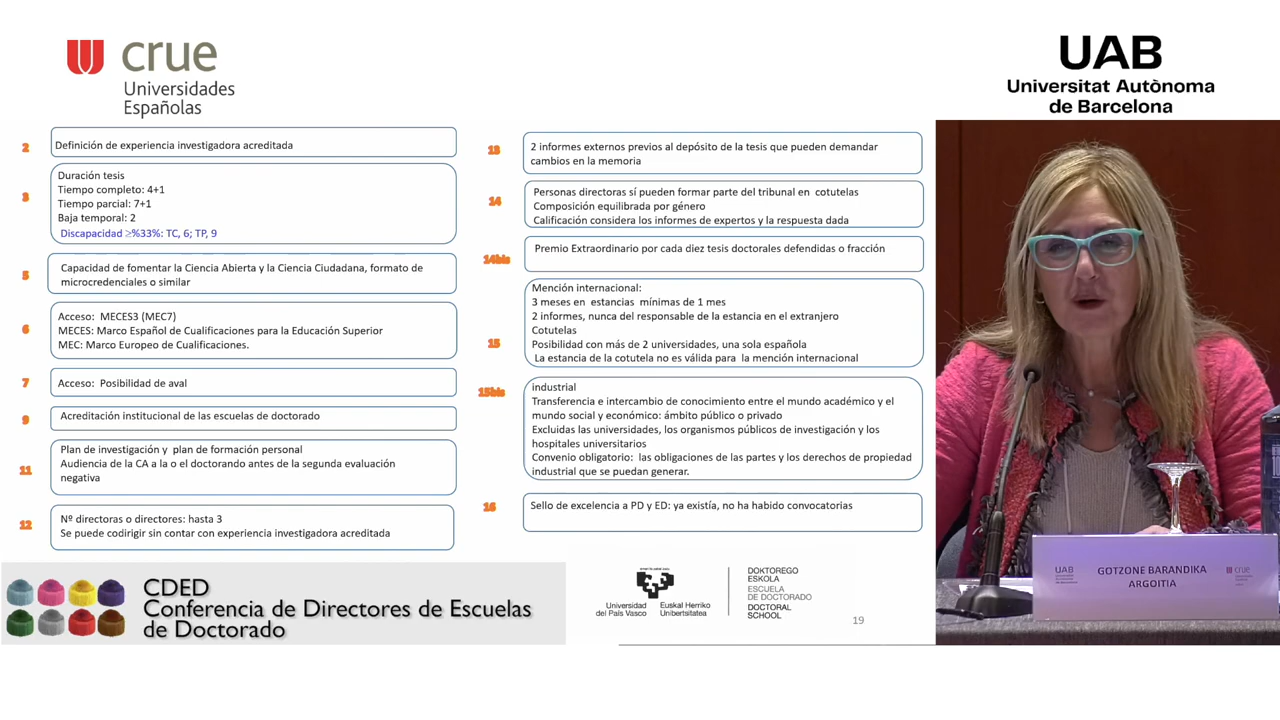 crue
Universidades
Españolas
UAB
Universitat Autònoma
de Barcelona
2
Definición de experiencia investigadora acreditada
3
Duración tesis
Tiempo completo: 4+1
Tiempo parcial: 7+1
Baja temporal: 2
Discapacidad ≥%33%: TC, 6; TP, 9
5
Capacidad de fomentar la Ciencia Abierta y la Ciencia Ciudadana, formato de
microcredenciales o similar
6
Acceso: MECES3 (MEC7)
MECES: Marco Español de Cualificaciones para la Educación Superior
MEC: Marco Europeo de Cualificaciones.
7
Acceso: Posibilidad de aval
9
Acreditación institucional de las escuelas de doctorado
11
Plan de investigación y plan de formación personal
Audiencia de la CA a la o el doctorando antes de la segunda evaluación
negativa
12
Nº directoras o directores: hasta 3
Se puede codirigir sin contar con experiencia investigadora acreditada
13
2 informes externos previos al depósito de la tesis que pueden demandar
cambios en la memoria
14
Personas directoras sí pueden formar parte del tribunal en cotutelas
Composición equilibrada por género
Calificación considera los informes de expertos y la respuesta dada
14bis
Premio Extraordinario por cada diez tesis doctorales defendidas o fracción
15
Mención internacional:
3 meses en estancias mínimas de 1 mes
2 informes, nunca del responsable de la estancia en el extranjero
Cotutelas
Posibilidad con más de 2 universidades, una sola española
La estancia de la cotutela no es válida para la mención internacional
15bis
industrial
Transferencia e intercambio de conocimiento entre el mundo académico y el
mundo social y económico: ámbito público o privado
Excluidas las universidades, los organismos públicos de investigación y los
hospitales universitarios
Convenio obligatorio: las obligaciones de las partes y los derechos de propiedad
industrial que se puedan generar.
16
Sello de excelencia a PD y ED: ya existía, no ha habido convocatorias
CDED
Conferencia de Directores de Escuelas
de Doctorado
Universidad
del País Vasco
Euskal Herriko
Unibertsitatea
DOKTOREGO
ESKOLA
ESCUELA
DE DOCTORADO
DOCTORAL
SCHOOL
19
UAB
GOTZONE BARANDIKA
ARGOITIA
crue